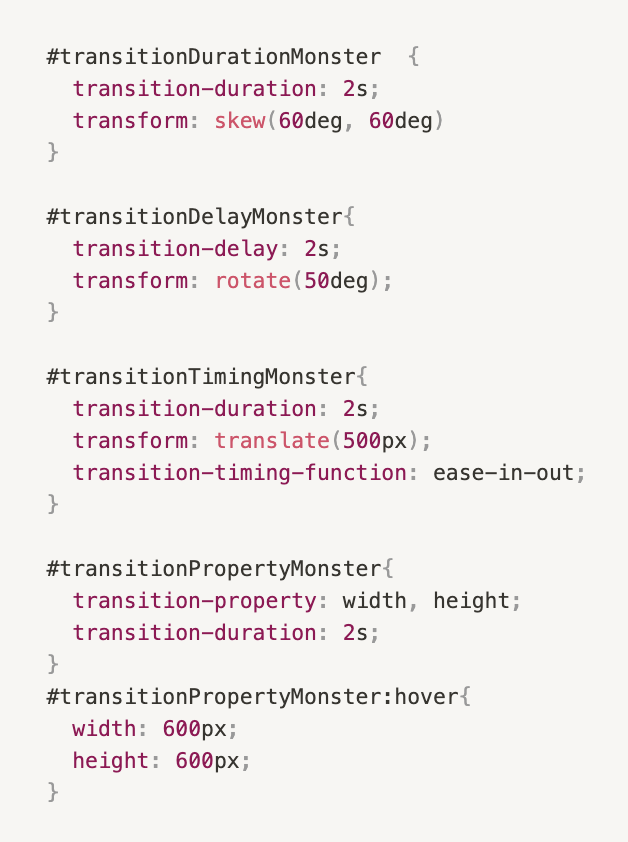 #transitionDurationMonster  {
  transition-duration: 2s;
  transform: skew(60deg, 60deg)
}

#transitionDelayMonster{
  transition-delay: 2s;
  transform: rotate(50deg);
}

#transitionTimingMonster{
  transition-duration: 2s;
  transform: translate(500px);
  transition-timing-function: ease-in-out;
}

#transitionPropertyMonster{
  transition-property: width, height;
  transition-duration: 2s;
}
#transitionPropertyMonster:hover{
  width: 600px;
  height: 600px;
}